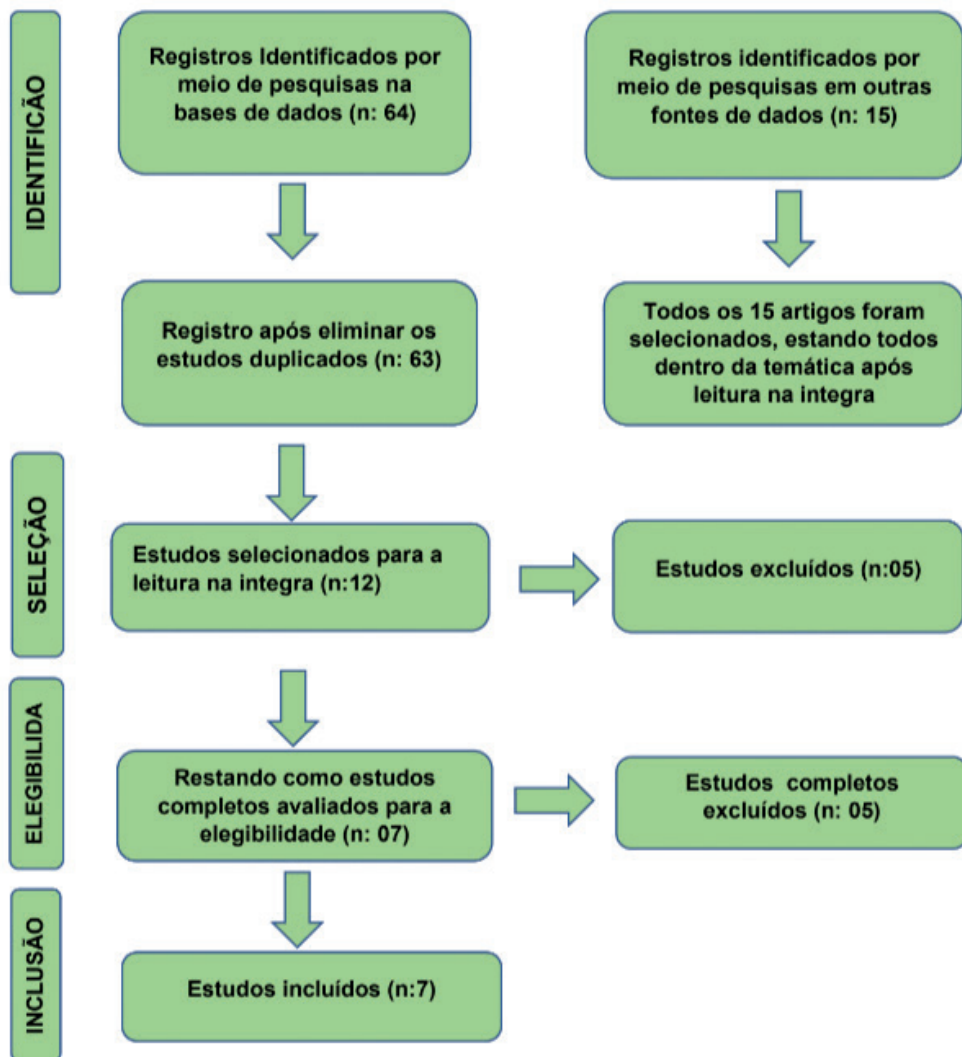 IDENTIFICÃO
Registros Identificados por
meio de pesquisas na
bases de dados (n: 64)
Registros identificados por
meio de pesquisas em outras
fontes de dados (n: 15)
Registro após eliminar os
estudos duplicados (n: 63)
Todos os 15 artigos foram
selecionados, estando todos
dentro da temática após
leitura na integra
SELEÇÃO
Estudos selecionados para a
leitura na integra (n:12)
Estudos excluídos (n:05)
ELEGIBILIDA
Restando como estudos
completos avaliados para a
elegibilidade (n: 07)
Estudos completos
excluídos (n: 05)
INCLUSÃO
Estudos incluídos (n:7)